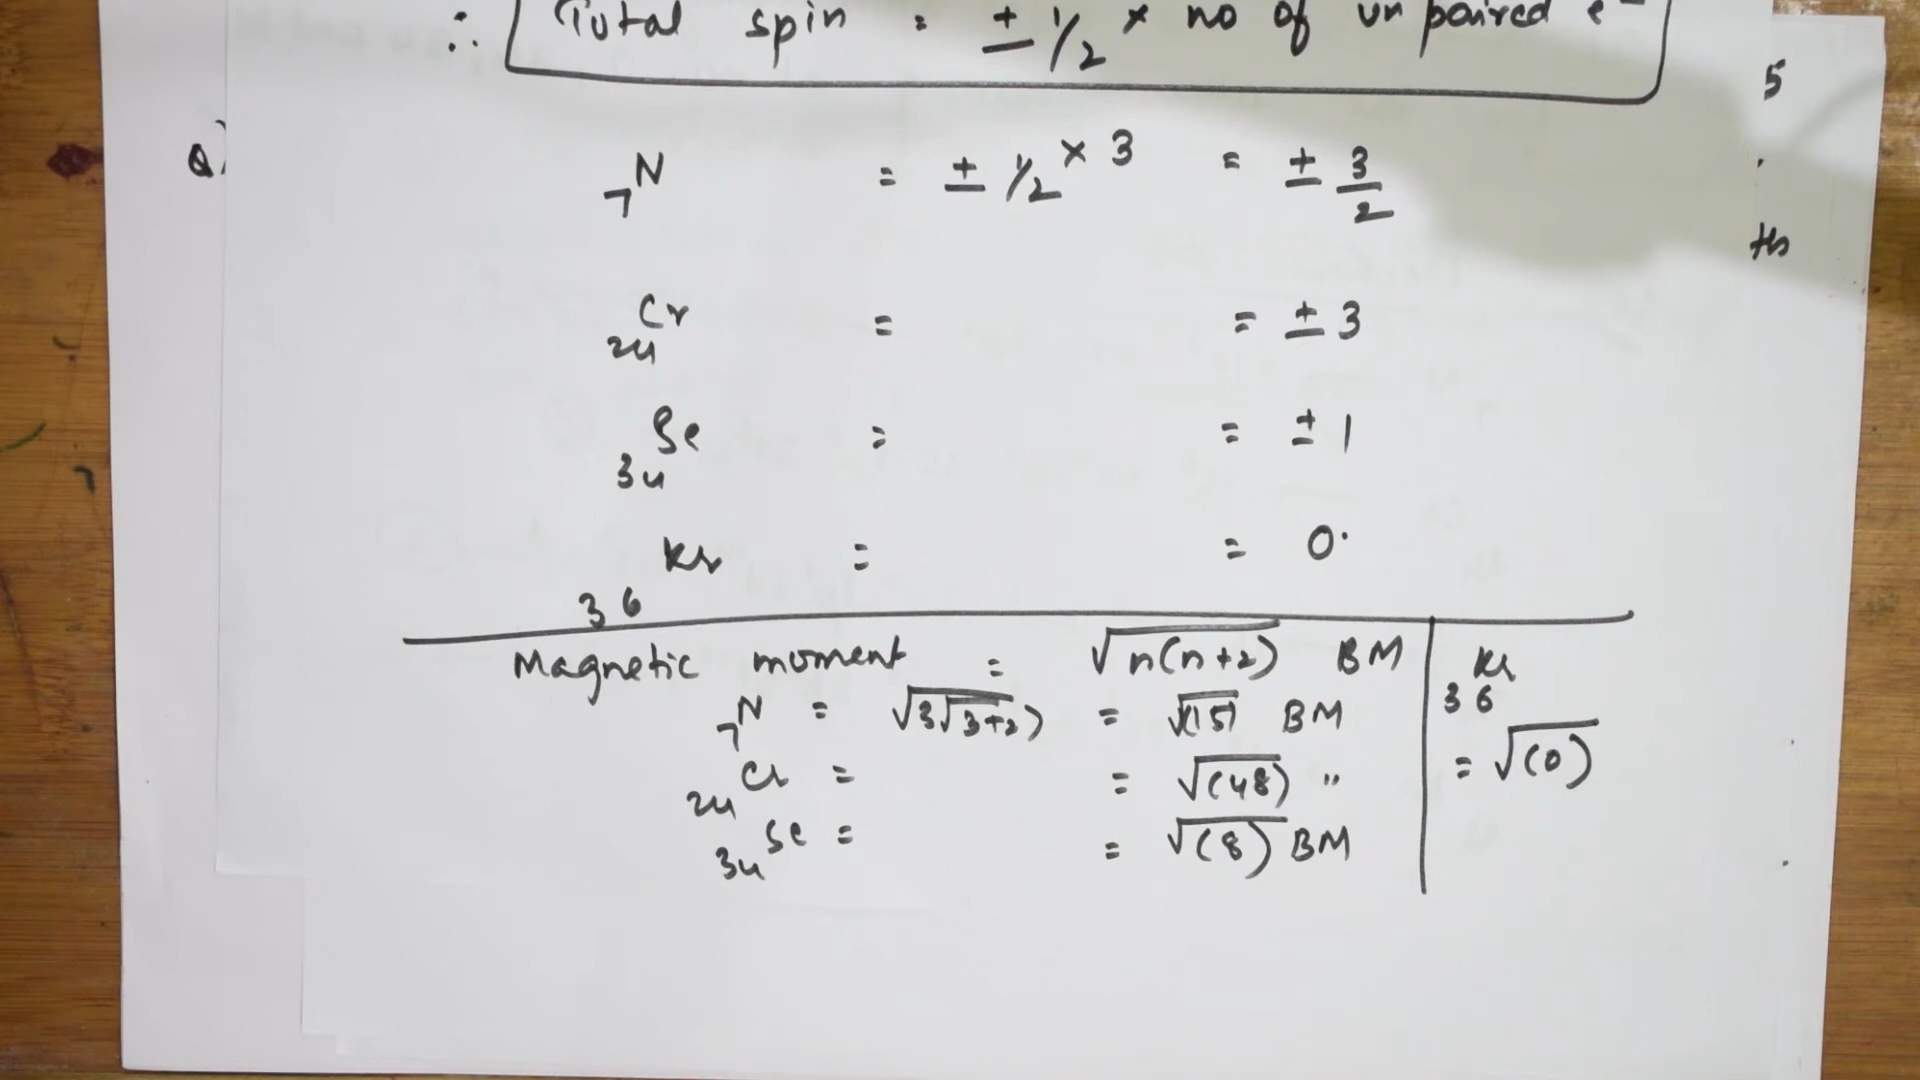 ∴ Total spin = ± 1/2 × no of unpaired e⁻
5
Q)
₇N = ± 1/2 × 3 = ± 3/2
₂₄Cr = = ± 3
₃₄Se = = ± 1
₃₆Kr = = 0.
Magnetic moment = √n(n+2) BM
₇N = √3√3+2) = √(15) BM
₂₄Cr = = √(48) "
₃₄Se = = √(8) BM
₃₆Kr
= √(0)